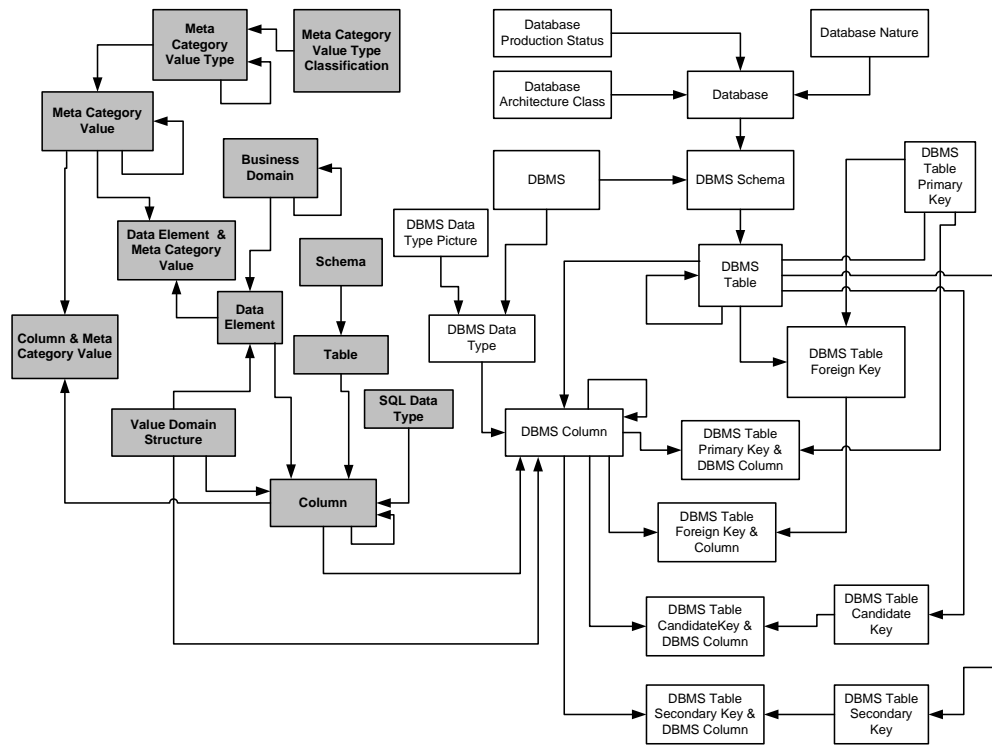 Meta
Category
Value Type
Meta Category
Value Type
Classification
Database
Production Status
Database Nature
Database
Architecture Class
Database
Meta Category
Value
Business
Domain
DBMS
DBMS Schema
DBMS
Table
Primary
Key
Data Element &
Meta Category
Value
Schema
DBMS Data
Type Picture
DBMS
Table
Data
Element
Column & Meta
Category Value
Table
DBMS Data
Type
DBMS Table
Foreign Key
SQL Data
Type
Value Domain
Structure
DBMS Column
DBMS Table
Primary Key
& DBMS Column
Column
DBMS Table
Foreign Key &
Column
DBMS Table
CandidateKey &
DBMS Column
DBMS Table
Candidate
Key
DBMS Table
Secondary Key &
DBMS Column
DBMS Table
Secondary
Key